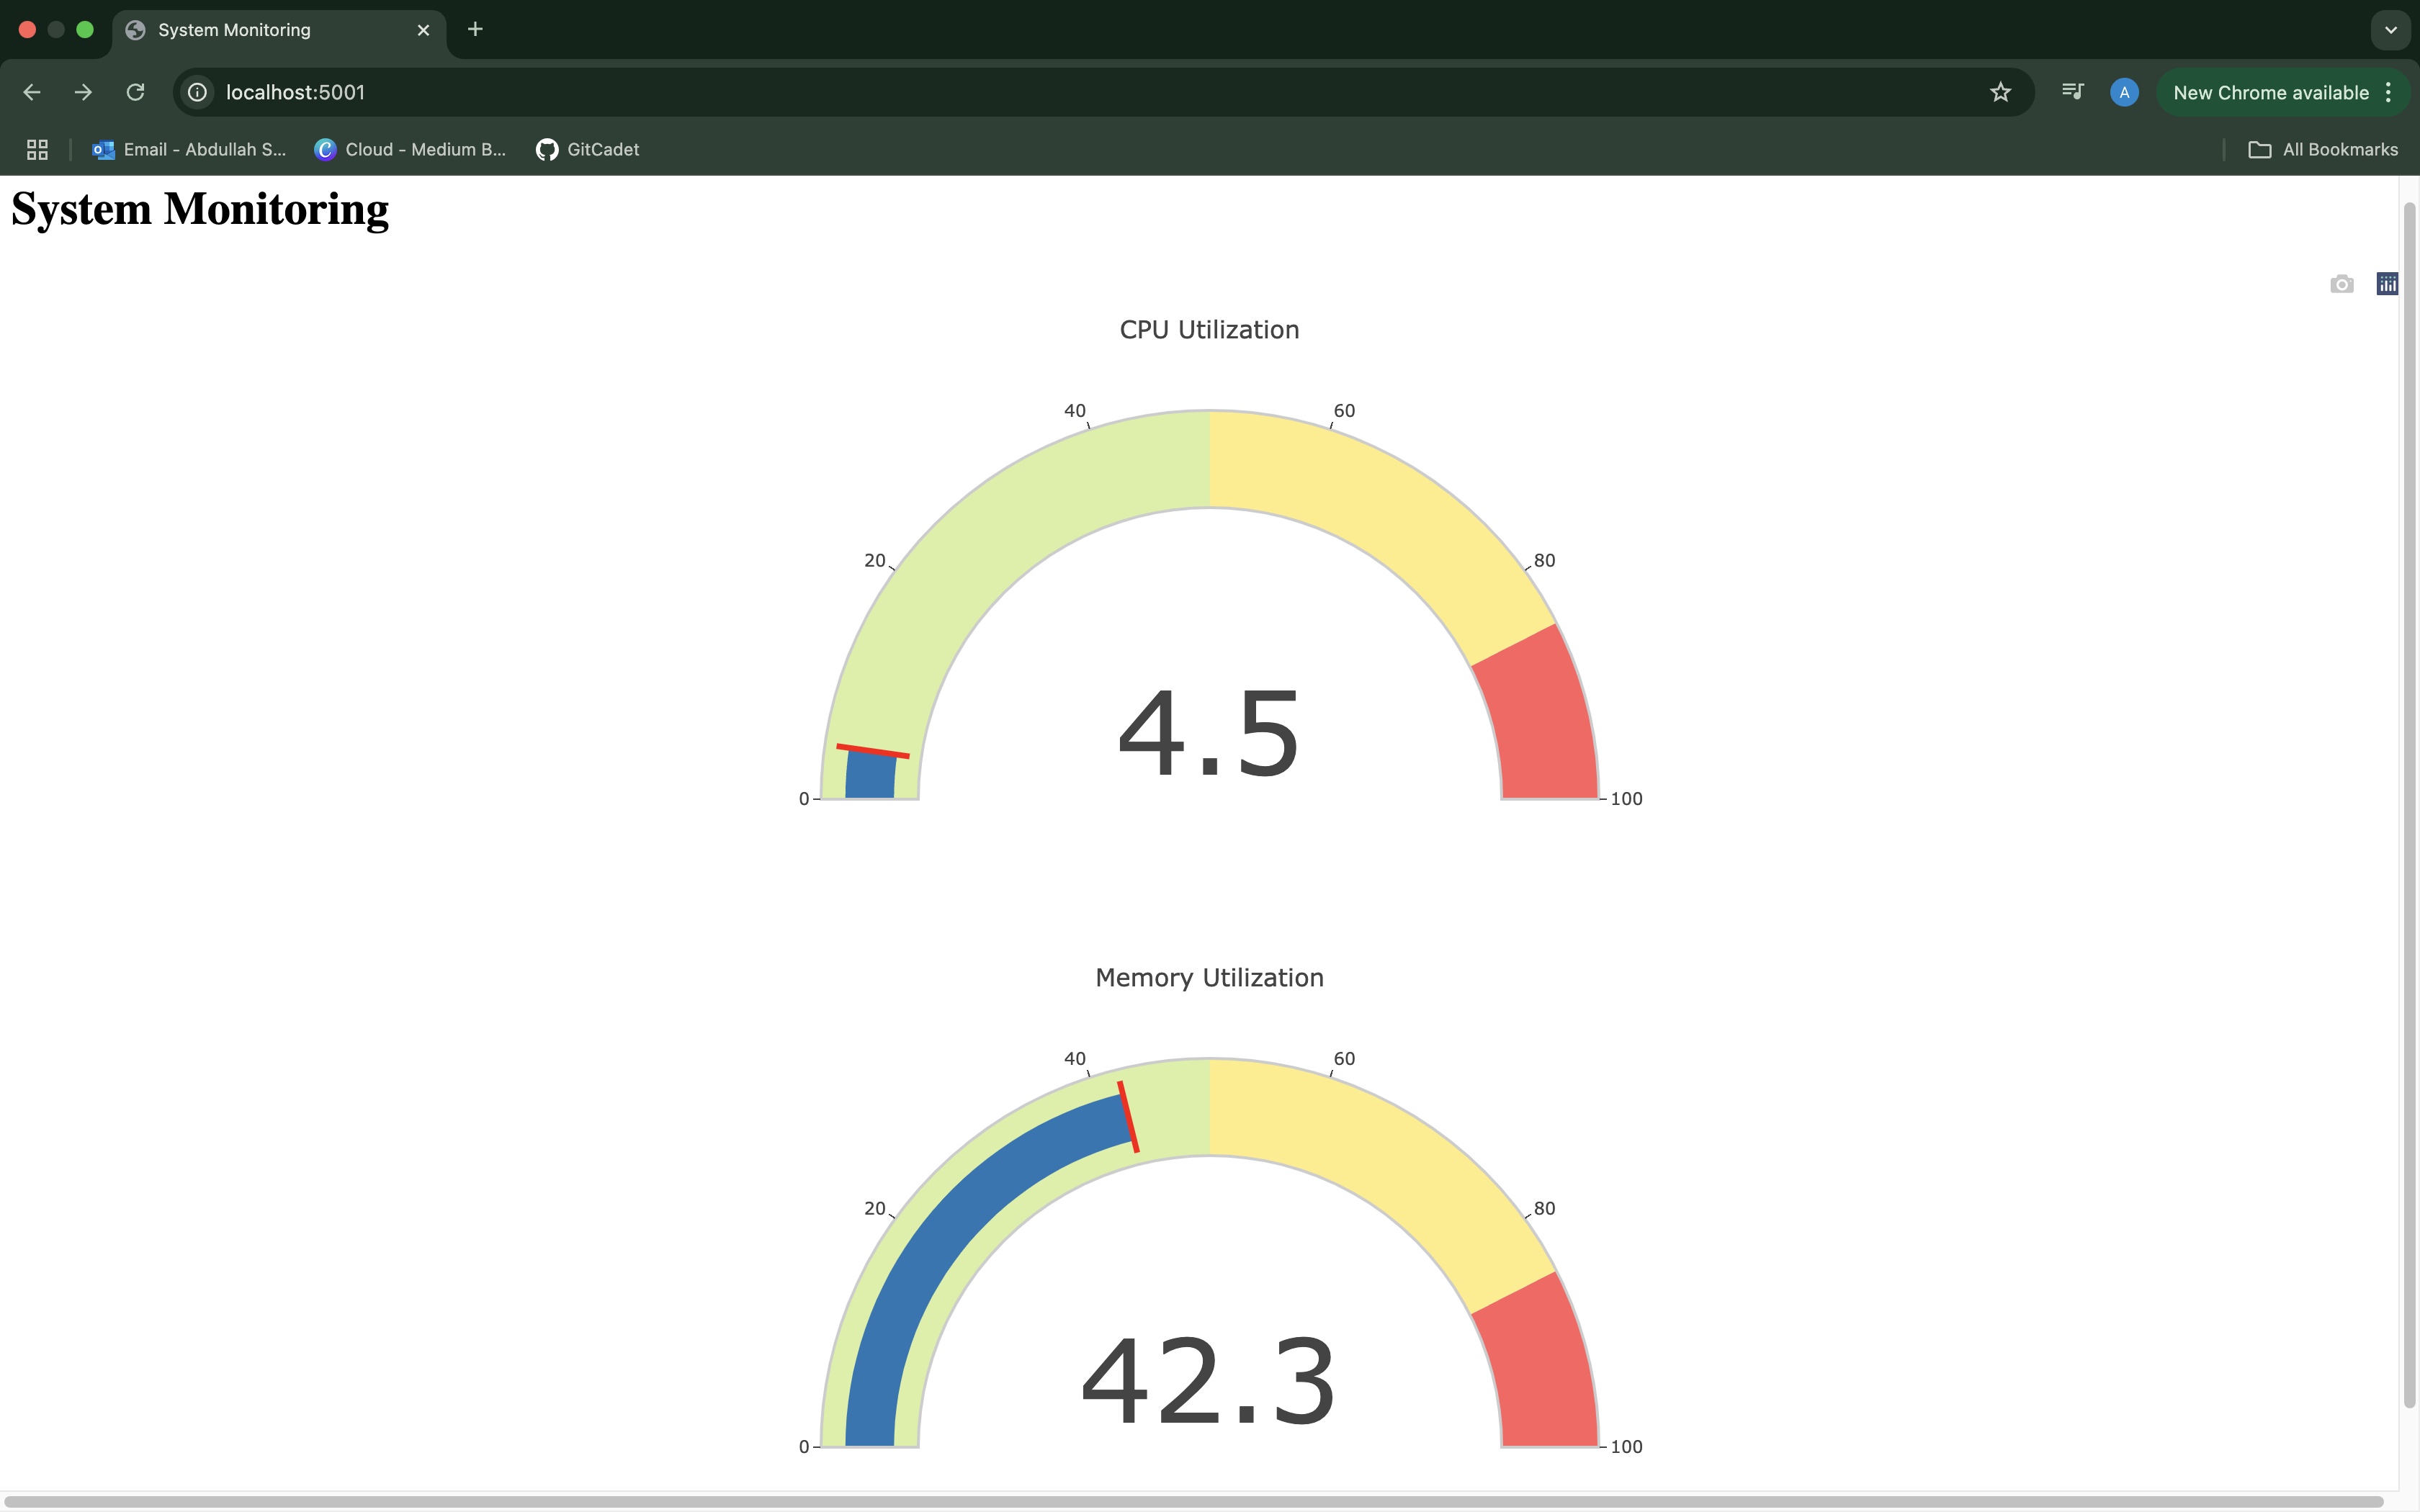 System Monitoring
localhost:5001
A
New Chrome available
Email - Abdullah S...
Cloud - Medium B...
GitCadet
All Bookmarks
System Monitoring
CPU Utilization
40
60
20
80
4.5
0
100
Memory Utilization
40
60
20
80
42.3
0
100